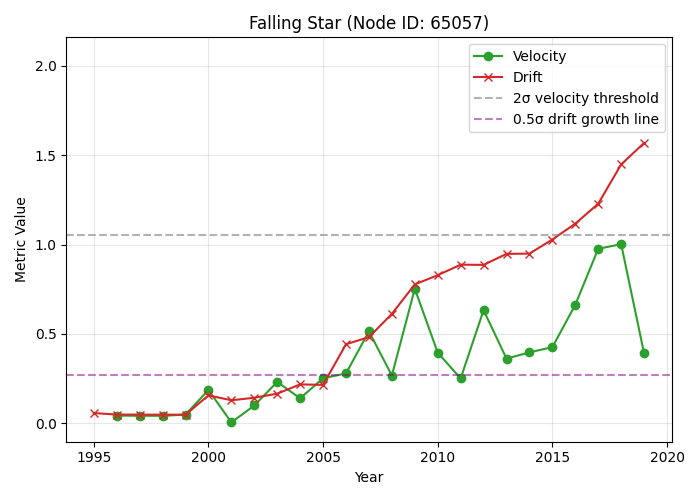 Falling Star (Node ID: 65057)
Velocity
Drift
2σ velocity threshold
0.5σ drift growth line
Metric Value
2.0
1.5
1.0
0.5
0.0
1995
2000
2005
2010
2015
2020
Year